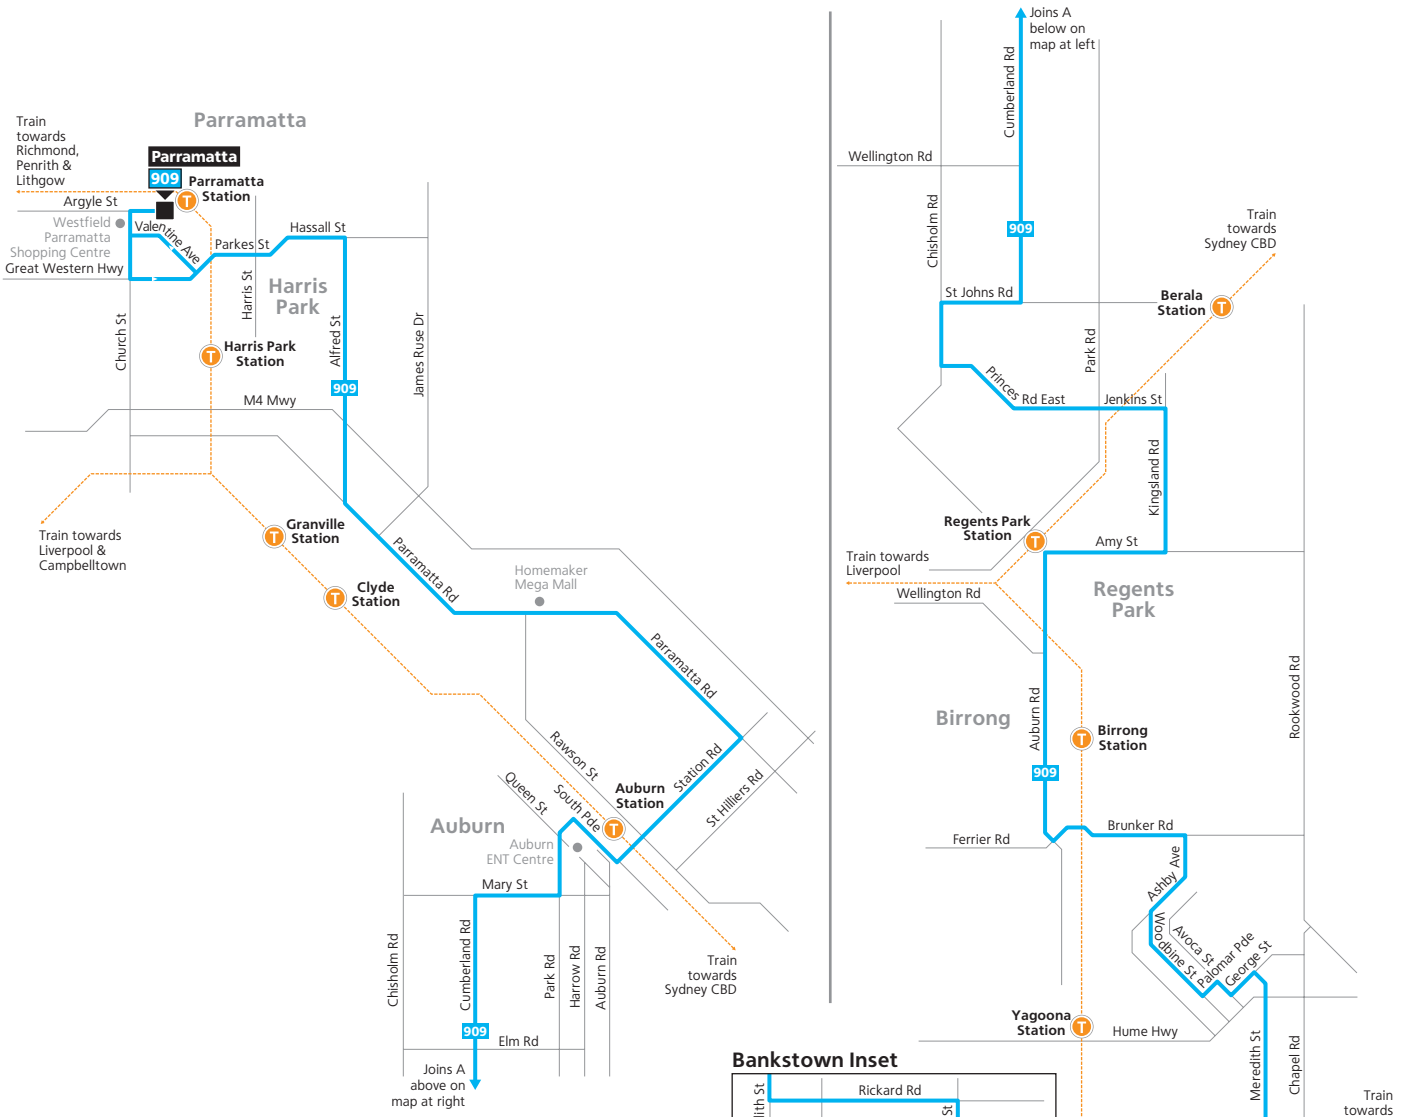 Parramatta
Train
towards
Richmond,
Penrith &
Lithgow
Parramatta
909
Parramatta
Station
T
Argyle St
Westfield
Parramatta
Shopping Centre
Great Western Hwy
Valentine Ave
Parkes St
Hassall St
Harris St
Harris
Park
Church St
Alfred St
James Ruse Dr
T
Harris Park
Station
909
M4 Mwy
Train towards
Liverpool &
Campbelltown
T
Granville
Station
T
Clyde
Station
Parramatta Rd
Homemaker
Mega Mall
Parramatta Rd
Rawson St
Station Rd
St Hilliers Rd
Queen St
South Pde
Auburn
Station
T
Auburn
Auburn
ENT Centre
Mary St
Chisholm Rd
Cumberland Rd
Park Rd
Harrow Rd
Auburn Rd
Train
towards
Sydney CBD
909
Elm Rd
Joins A
above on
map at right
Joins A
below on
map at left
Cumberland Rd
Wellington Rd
Chisholm Rd
909
Train
towards
Sydney CBD
St Johns Rd
Berala
Station
T
Park Rd
Princes
Rd East
Jenkins St
Kingsland Rd
Regents Park
Station
T
Amy St
Train towards
Liverpool
Wellington Rd
Regents
Park
Rookwood Rd
Birrong
Auburn Rd
T
Birrong
Station
909
Ferrier Rd
Brunker Rd
Ashby Ave
Woo
dbine St
Avoca St
Palomar Pde
George St
Yagoona
Station
T
Hume Hwy
Meredith St
Chapel Rd
Train
towards
Bankstown Inset
dith St
Rickard Rd
St